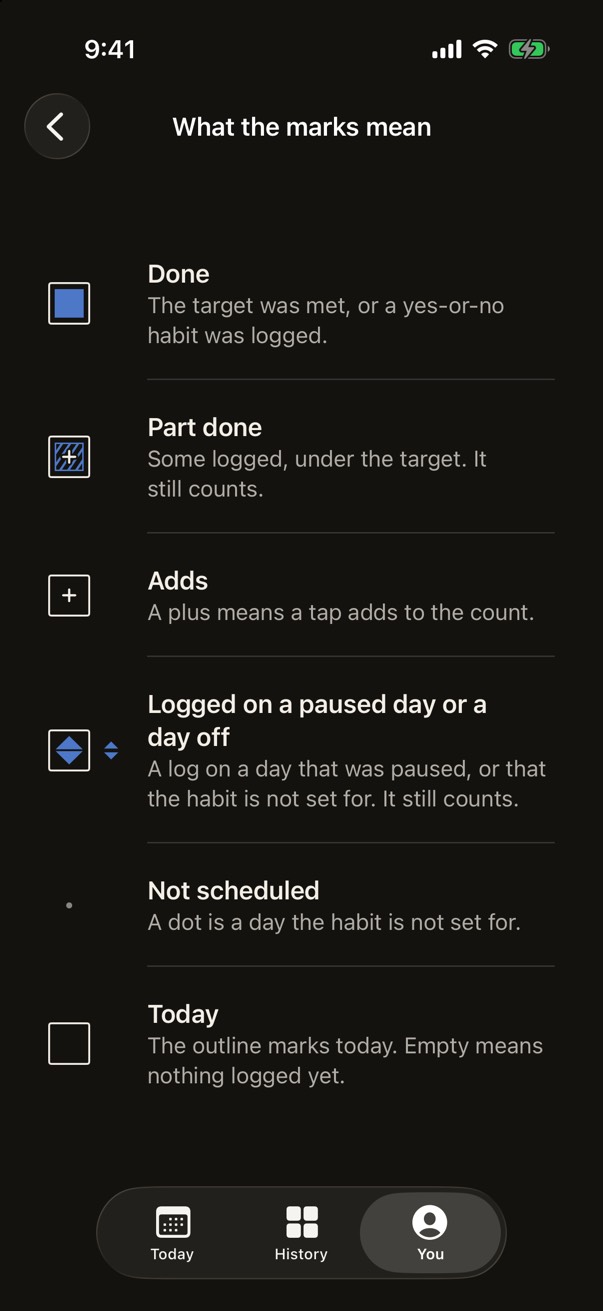 9:41
What the marks mean
Done
The target was met, or a yes-or-no
habit was logged.
Part done
Some logged, under the target. It
still counts.
Adds
A plus means a tap adds to the count.
Logged on a paused day or a
day off
A log on a day that was paused, or that
the habit is not set for. It still counts.
Not scheduled
A dot is a day the habit is not set for.
Today
The outline marks today. Empty means
nothing logged yet.
Today
History
You